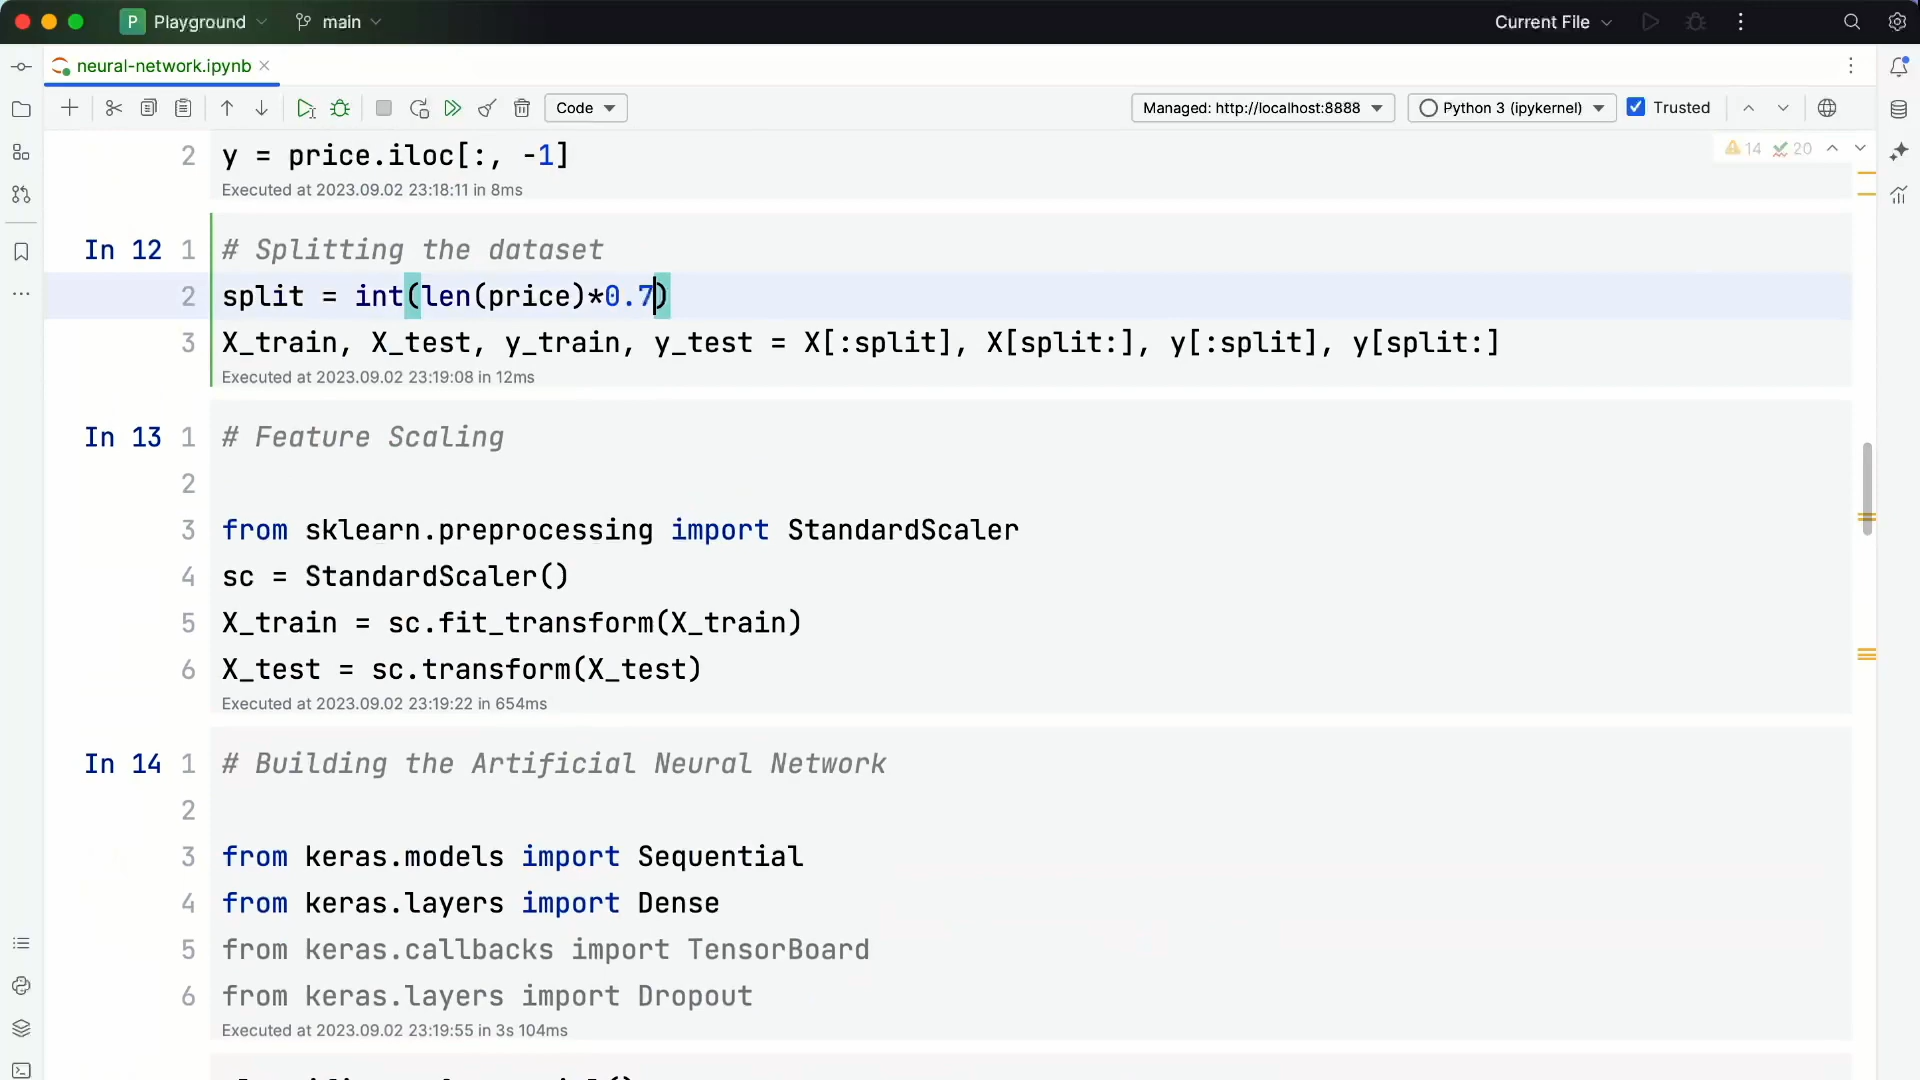 P Playground main Current File
neural-network.ipynb
Code Managed: http://localhost:8888 Python 3 (ipykernel) Trusted
14 20
2 y = price.iloc[:, -1]
Executed at 2023.09.02 23:18:11 in 8ms
In 12 1 # Splitting the dataset
2 split = int(len(price)*0.7)
3 X_train, X_test, y_train, y_test = X[:split], X[split:], y[:split], y[split:]
Executed at 2023.09.02 23:19:08 in 12ms
In 13 1 # Feature Scaling
2
3 from sklearn.preprocessing import StandardScaler
4 sc = StandardScaler()
5 X_train = sc.fit_transform(X_train)
6 X_test = sc.transform(X_test)
Executed at 2023.09.02 23:19:22 in 654ms
In 14 1 # Building the Artificial Neural Network
2
3 from keras.models import Sequential
4 from keras.layers import Dense
5 from keras.callbacks import TensorBoard
6 from keras.layers import Dropout
Executed at 2023.09.02 23:19:55 in 3s 104ms